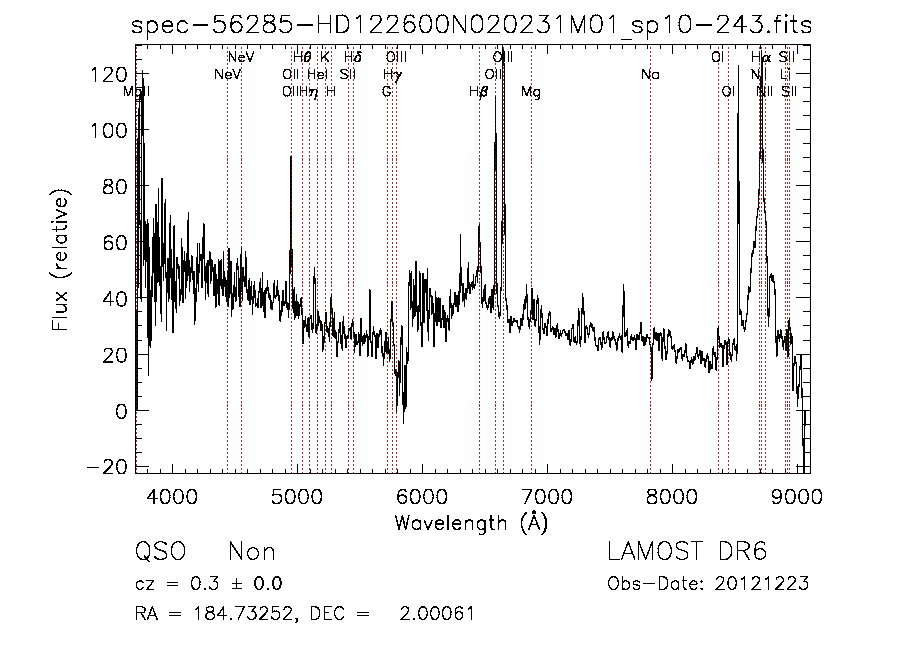 spec-56285-HD122600N020231M01_sp10-243.fits
NeV Hθ K Hδ OIII OIII OI Hα SII
NeV OII HeI SII Hγ OIII Na Li
MgII OII Hη H G Hβ Mg OI NII SII
120
100
80
60
40
20
0
−20
Flux (relative)
4000 5000 6000 7000 8000 9000
Wavelength (Å)
QSO Non LAMOST DR6
cz = 0.3 ± 0.0 Obs-Date: 20121223
RA = 184.73252, DEC = 2.00061